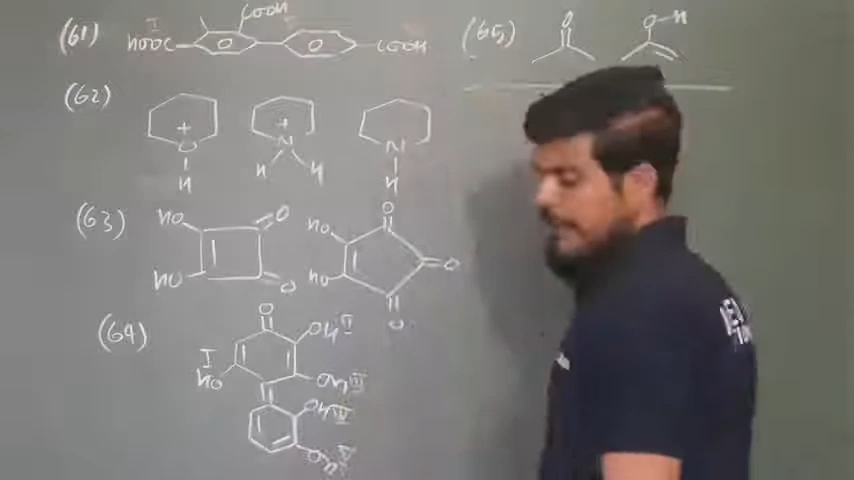 (61) HOOC I COOH II COOH
(62) + O H + N H H N H
(63) HO O HO O HO O HO O O
(64) O OH II I HO OH III OH IV OH V
(65) O O H